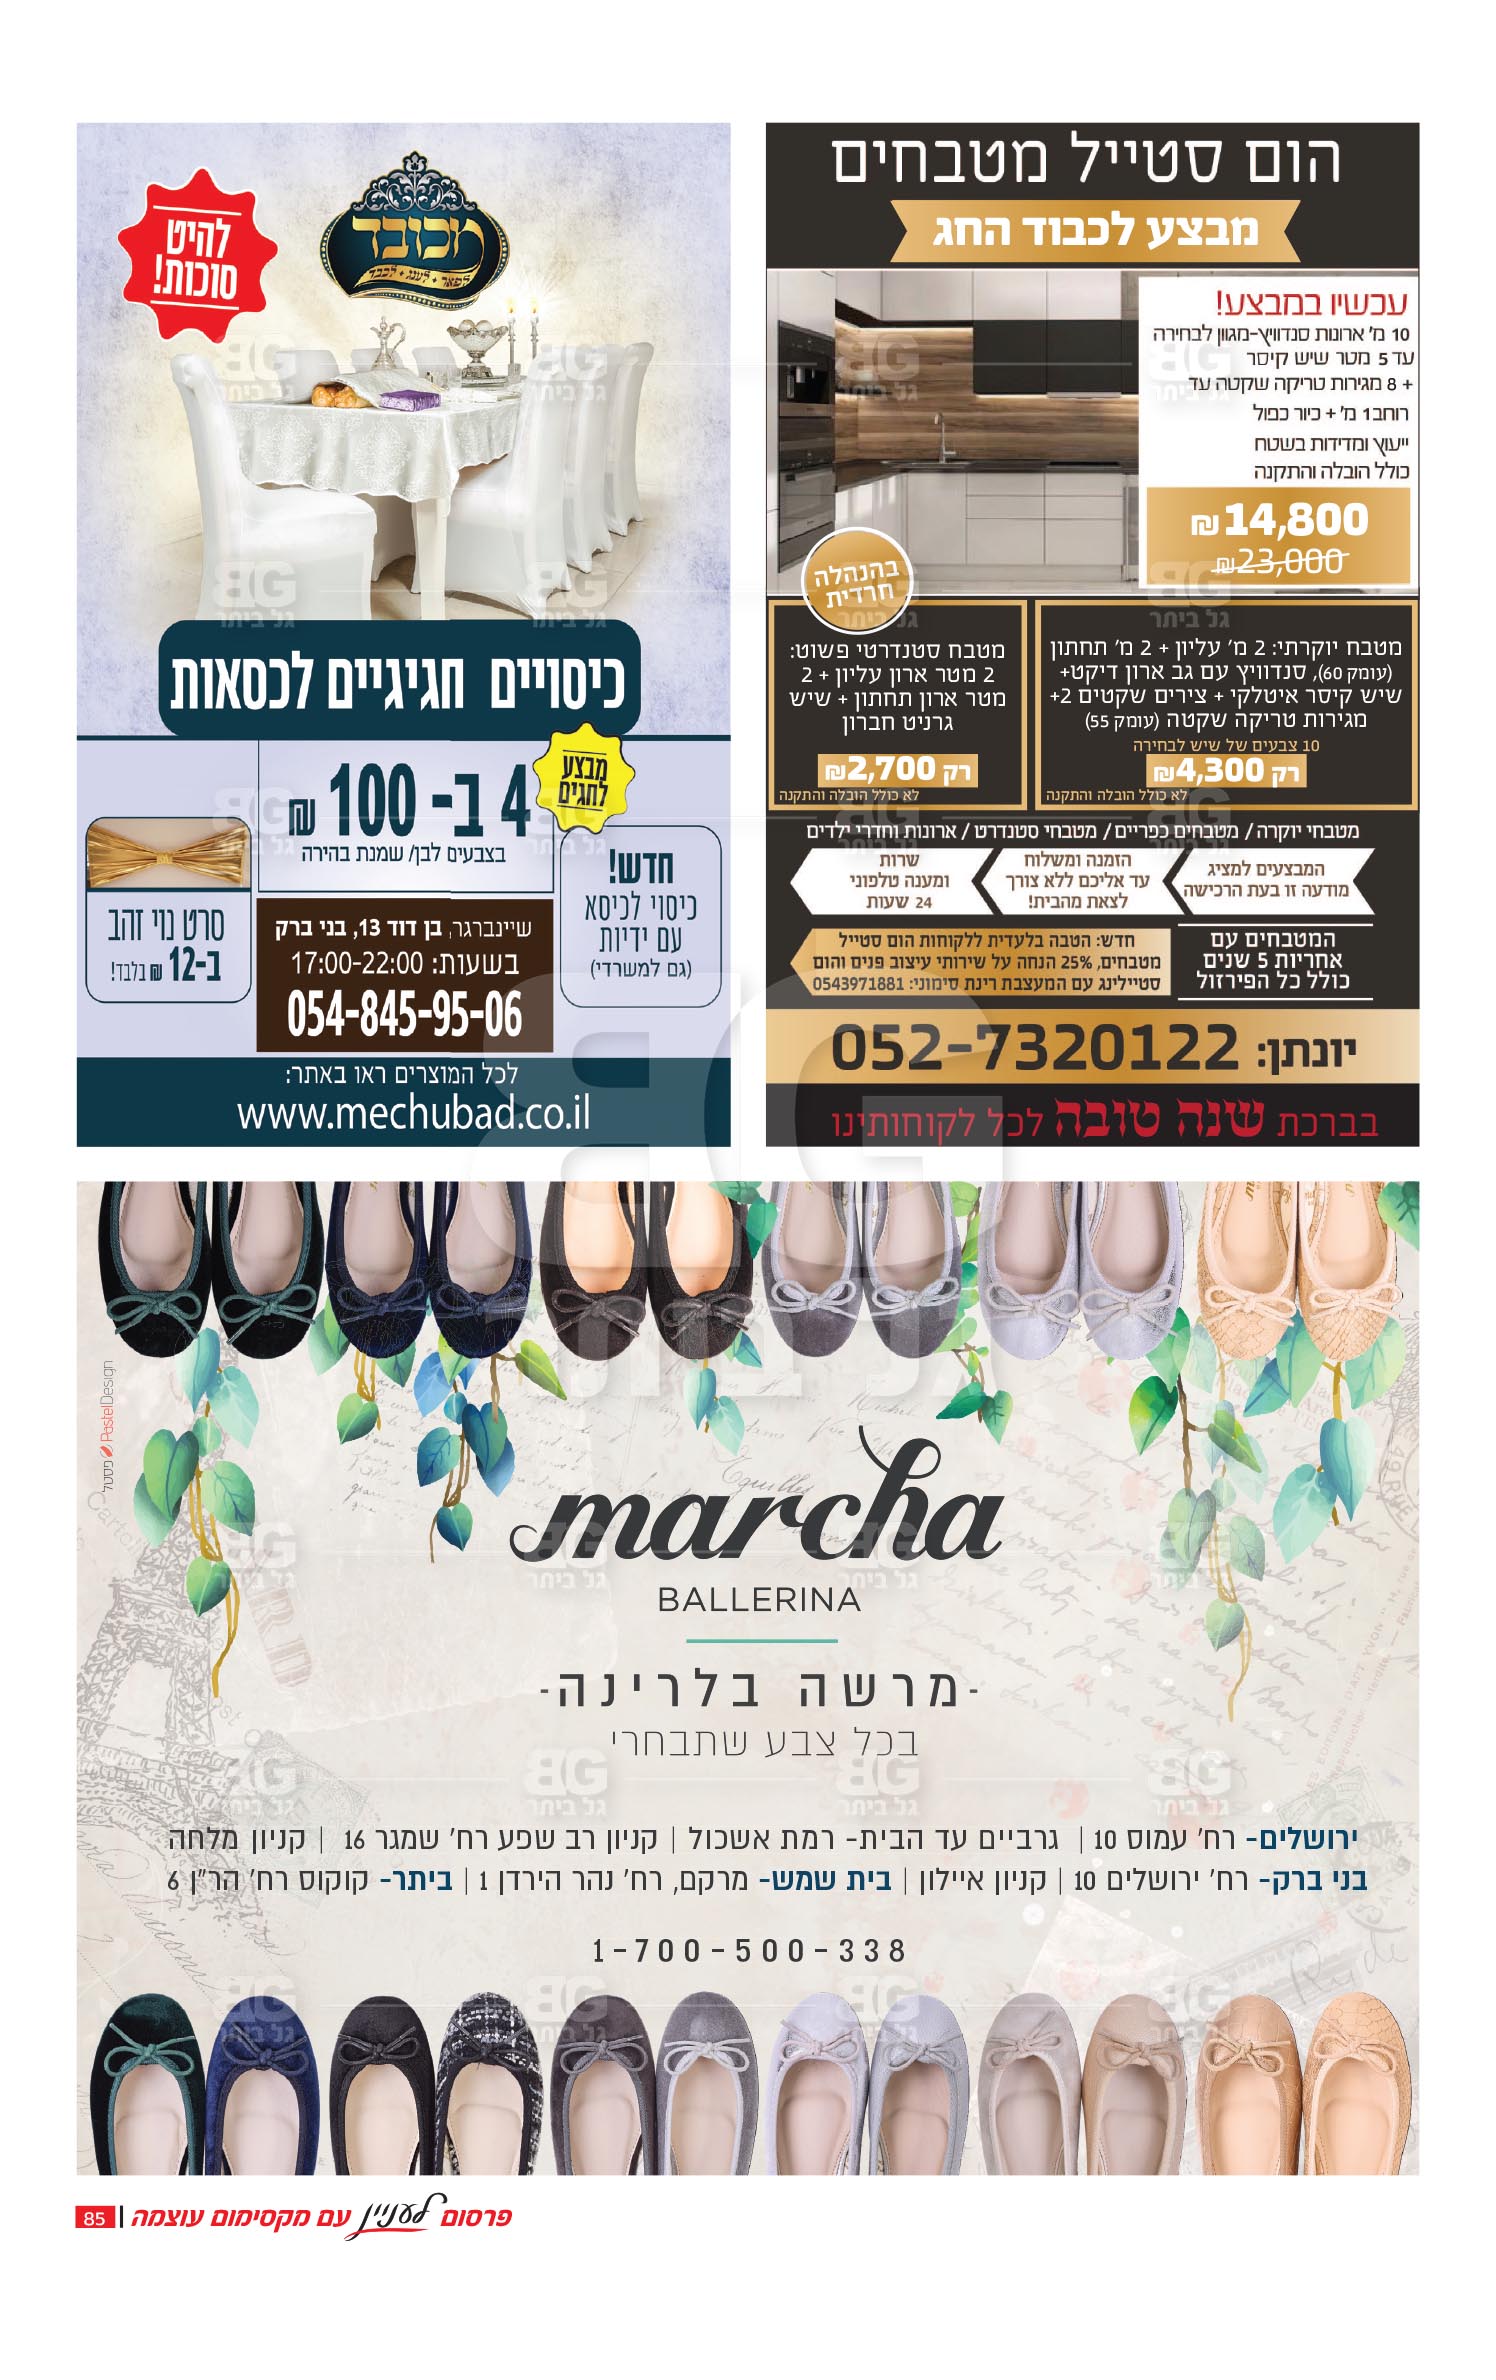 הום סטייל מטבחים
מבצע לכבוד החג
עכשיו במבצע!
10 מ' ארונות סנדוויץ-מגוון לבחירה
עד 5 מטר שיש קיסר
+ 8 מגירות טריקה שקטה עד
רוחב 1 מ' + כיור כפול
ייעוץ ומדידות בשטח
כולל הובלה והתקנה
14,800 ₪
23,000 ₪
בהנהלה
חרדית
מטבח יוקרתי: 2 מ' עליון + 2 מ' תחתון
(עומק 60), סנדוויץ עם גב ארון דיקט+
שיש קיסר איטלקי + צירים שקטים +2
מגירות טריקה שקטה (עומק 55)
10 צבעים של שיש לבחירה
רק 4,300 ₪
לא כולל הובלה והתקנה
מטבח סטנדרטי פשוט:
2 מטר ארון עליון + 2
מטר ארון תחתון + שיש
גרניט חברון
רק 2,700 ₪
לא כולל הובלה והתקנה
מטבחי יוקרה / מטבחים כפריים / מטבחי סטנדרט / ארונות וחדרי ילדים
המבצעים למציג
מודעה זו בעת הרכישה
הזמנה ומשלוח
עד אליכם ללא צורך
לצאת מהבית!
שרות
ומענה טלפוני
24 שעות
המטבחים עם
אחריות 5 שנים
כולל כל הפירזול
חדש: הטבה בלעדית ללקוחות הום סטייל
מטבחים, 25% הנחה על שירותי עיצוב פנים והום
סטיילינג עם המעצבת רינת סימוני: 0543971881
יונתן: 052-7320122
בברכת שנה טובה לכל לקוחותינו
להיט
סוכות!
מכובד
לפאר • לענג • לכבד
כיסויים חגיגיים לכסאות
מבצע
לחגים
4 ב- 100 ₪
בצבעים לבן/ שמנת בהירה
חדש!
כיסוי לכיסא
עם ידיות
(גם למשרדי)
סרט נוי זהב
ב-12 ₪ בלבד!
שיינברגר, בן דוד 13, בני ברק
בשעות: 17:00-22:00
054-845-95-06
לכל המוצרים ראו באתר:
www.mechubad.co.il
פסטל PastelDesign
marcha
BALLERINA
-מרשה בלרינה-
בכל צבע שתבחרי
ירושלים- רח' עמוס 10 | גרביים עד הבית- רמת אשכול | קניון רב שפע רח' שמגר 16 | קניון מלחה
בני ברק- רח' ירושלים 10 | קניון איילון | בית שמש- מרקם, רח' נהר הירדן 1 | ביתר- קוקוס רח' הר"ן 6
1-700-500-338
BG
גל ביתר
פרסום לעניין עם מקסימום עוצמה | 85